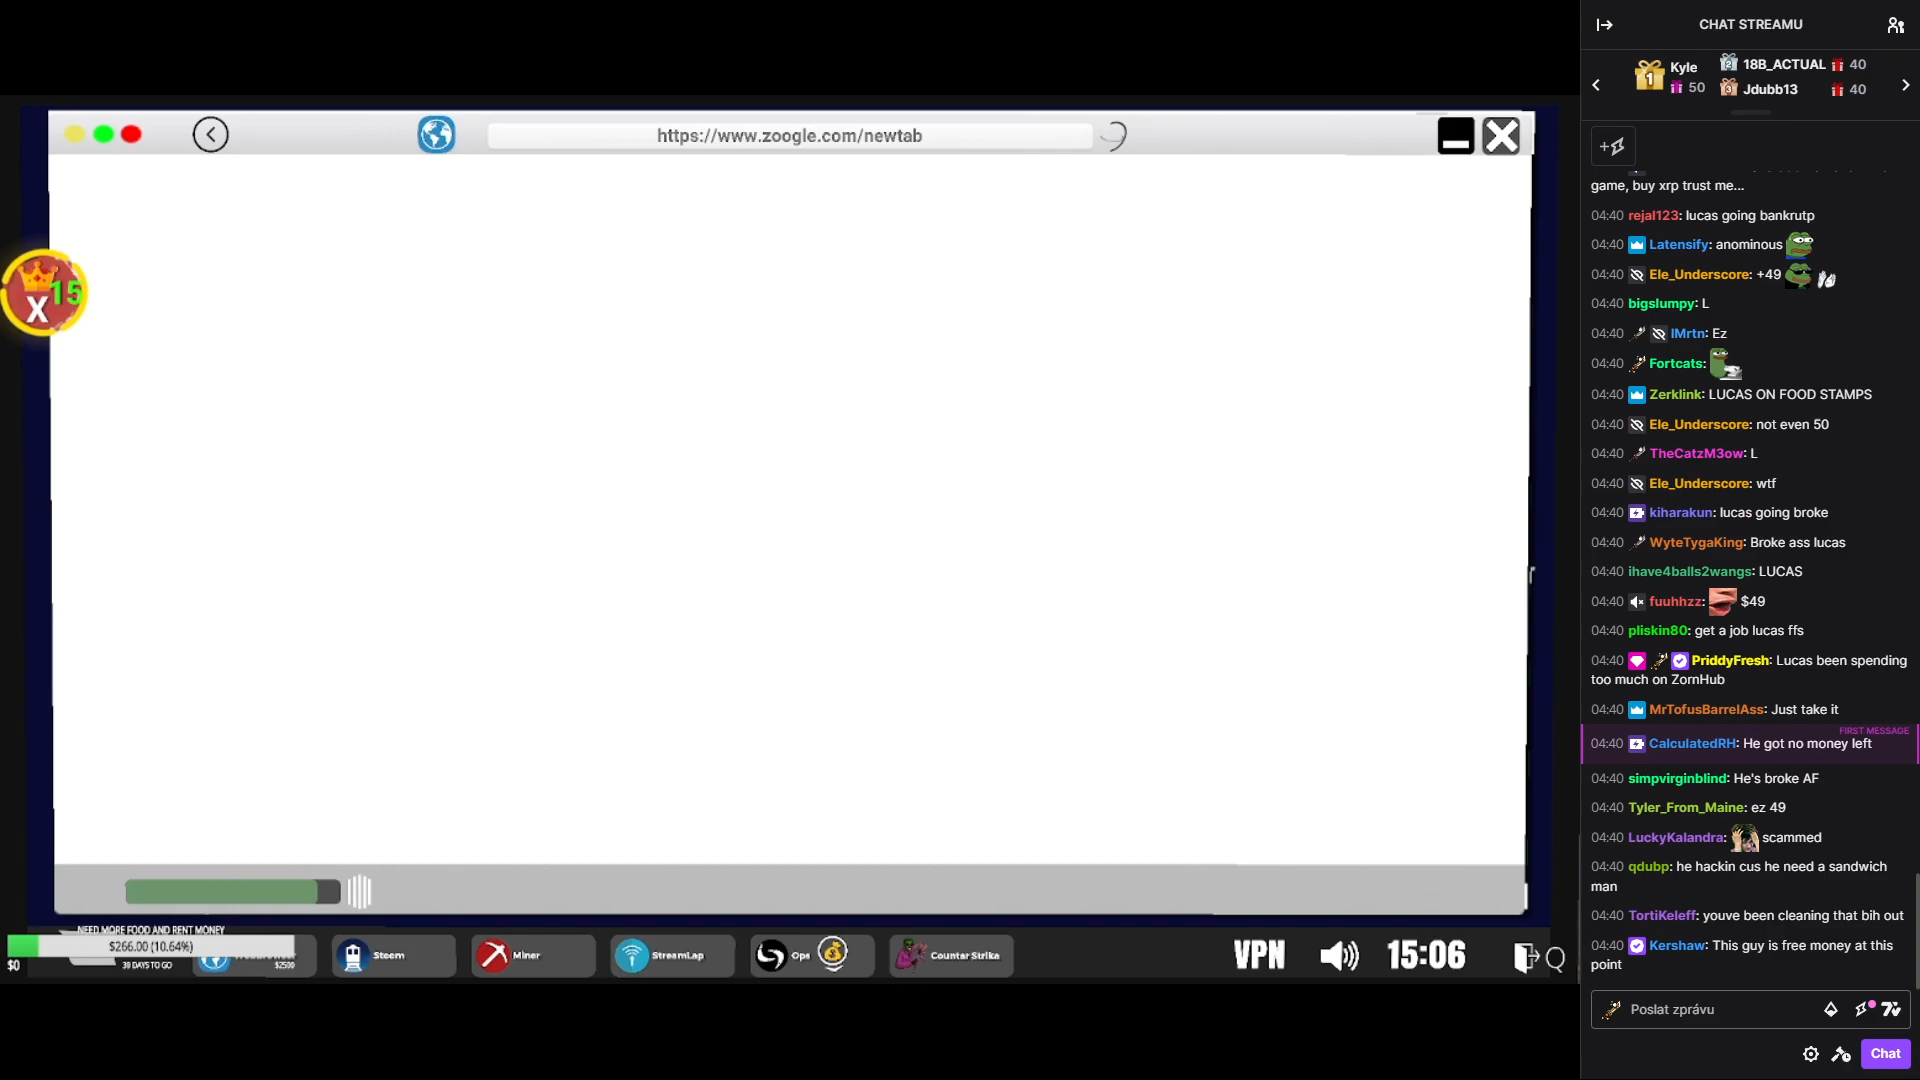 https://www.zoogle.com/newtab
X 15
NEED MORE FOOD AND RENT MONEY
$266.00 (10.64%)
$0
39 DAYS TO GO
$2500
Steem
Miner
StreamLap
Ops
Countar Strika
VPN
15:06
CHAT STREAMU
1
Kyle
50
2
18B_ACTUAL 40
3
Jdubb13 40
game, buy xrp trust me...
04:40 rejal123: lucas going bankrutp
04:40 Latensify: anominous
04:40 Ele_Underscore: +49
04:40 bigslumpy: L
04:40 IMrtn: Ez
04:40 Fortcats:
04:40 Zerklink: LUCAS ON FOOD STAMPS
04:40 Ele_Underscore: not even 50
04:40 TheCatzM3ow: L
04:40 Ele_Underscore: wtf
04:40 kiharakun: lucas going broke
04:40 WyteTygaKing: Broke ass lucas
04:40 ihave4balls2wangs: LUCAS
04:40 fuuhhzz: $49
04:40 pliskin80: get a job lucas ffs
04:40 PriddyFresh: Lucas been spending
too much on ZornHub
04:40 MrTofusBarrelAss: Just take it
FIRST MESSAGE
04:40 CalculatedRH: He got no money left
04:40 simpvirginblind: He's broke AF
04:40 Tyler_From_Maine: ez 49
04:40 LuckyKalandra: scammed
04:40 qdubp: he hackin cus he need a sandwich
man
04:40 TortiKeleff: youve been cleaning that bih out
04:40 Kershaw: This guy is free money at this
point
Poslat zprávu
Chat